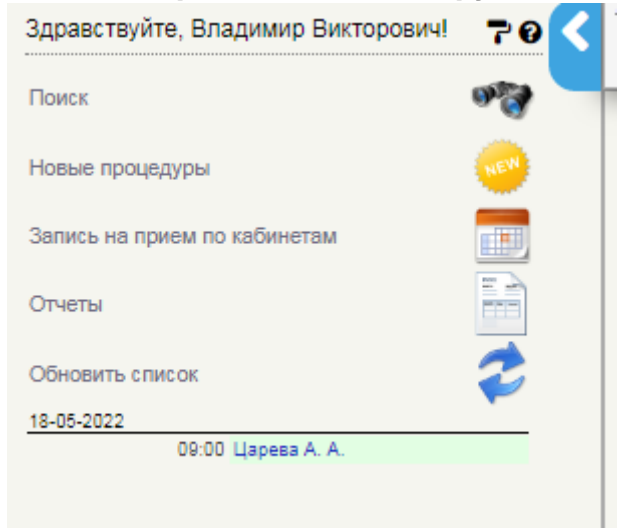 Здравствуйте, Владимир Викторович!
Поиск
Новые процедуры
NEW
Запись на прием по кабинетам
Отчеты
Обновить список
18-05-2022
09:00 Царева А. А.